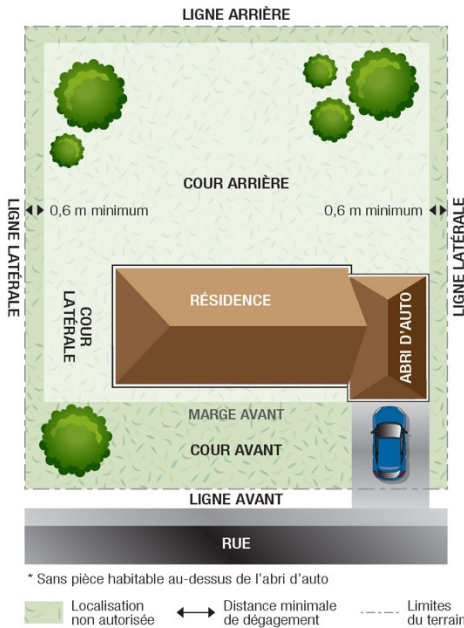 LIGNE ARRIÈRE
COUR ARRIÈRE
LIGNE LATÉRALE
0,6 m minimum
0,6 m minimum
LIGNE LATÉRALE
COUR
LATÉRALE
RÉSIDENCE
ABRI D'AUTO
MARGE AVANT
COUR AVANT
LIGNE AVANT
RUE
* Sans pièce habitable au-dessus de l'abri d'auto
Localisation
non autorisée
Distance minimale
de dégagement
Limites
du terrain